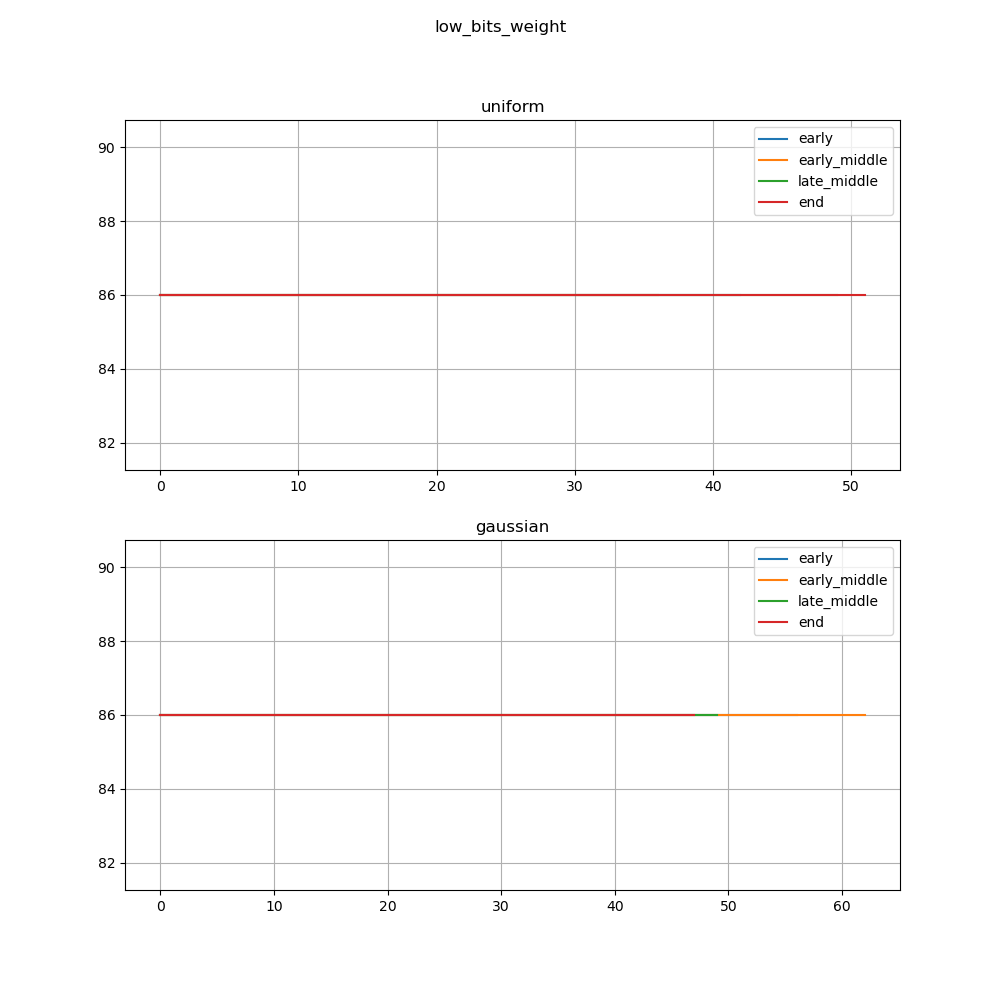 low_bits_weight
uniform
early
early_middle
late_middle
end
90
88
86
84
82
0 10 20 30 40 50
gaussian
early
early_middle
late_middle
end
90
88
86
84
82
0 10 20 30 40 50 60